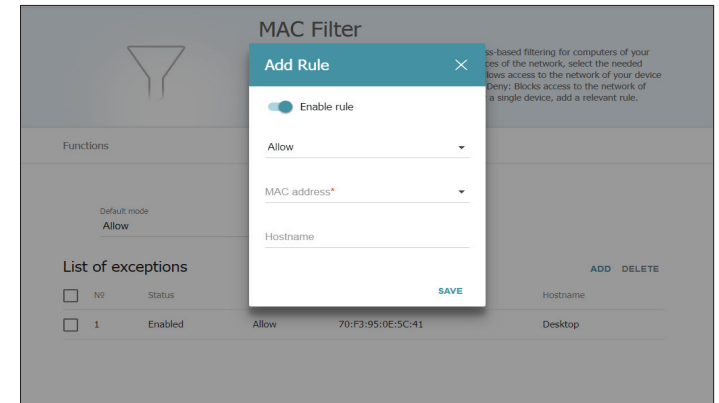 MAC Filter
ss-based filtering for computers of your
ces of the network, select the needed
lows access to the network of your device
Deny: Blocks access to the network of
a single device, add a relevant rule.
Add Rule
Enable rule
Allow
MAC address*
Hostname
SAVE
Functions
Default mode
Allow
List of exceptions
ADD DELETE
Nº Status Hostname
1 Enabled Allow 70:F3:95:0E:5C:41 Desktop